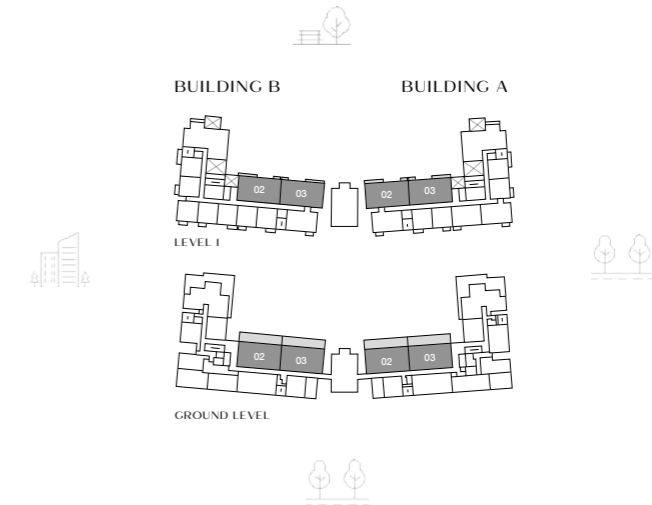 BUILDING B BUILDING A
02 03 02 03
LEVEL 1
02 03 02 03
GROUND LEVEL